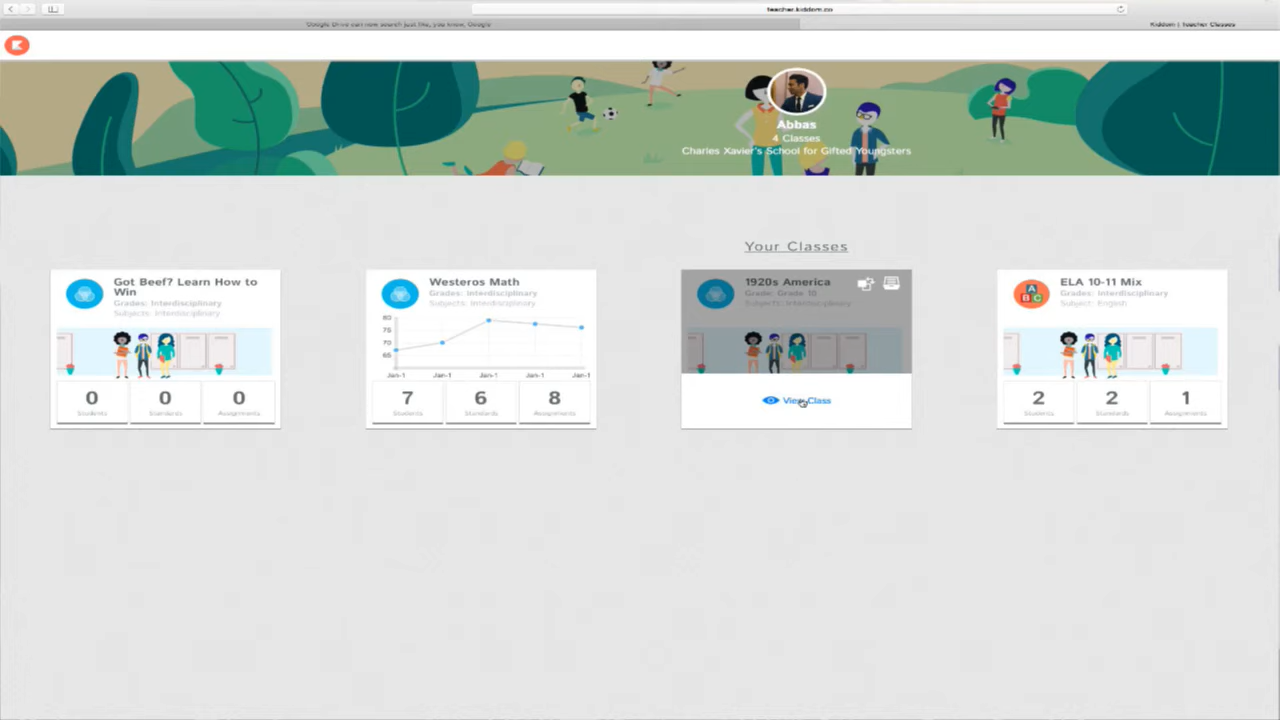 teacher.kiddom.co
Google Drive can now search just like, you know, Google
Kiddom | Teacher Classes
Abbas
4 Classes
Charles Xavier's School for Gifted Youngsters
Your Classes
Got Beef? Learn How to
Win
Grades: Interdisciplinary
Subjects: Interdisciplinary
0
0
0
Students
Standards
Assignments
Westeros Math
Grades: Interdisciplinary
Subjects: Interdisciplinary
80
75
70
65
Jan-1
Jan-1
Jan-1
Jan-1
Jan-1
7
6
8
Students
Standards
Assignments
1920s America
Grades: Grade 10
Subjects: Interdisciplinary
View Class
ELA 10-11 Mix
Grades: Interdisciplinary
Subject: English
A
B C
2
2
1
Students
Standards
Assignments